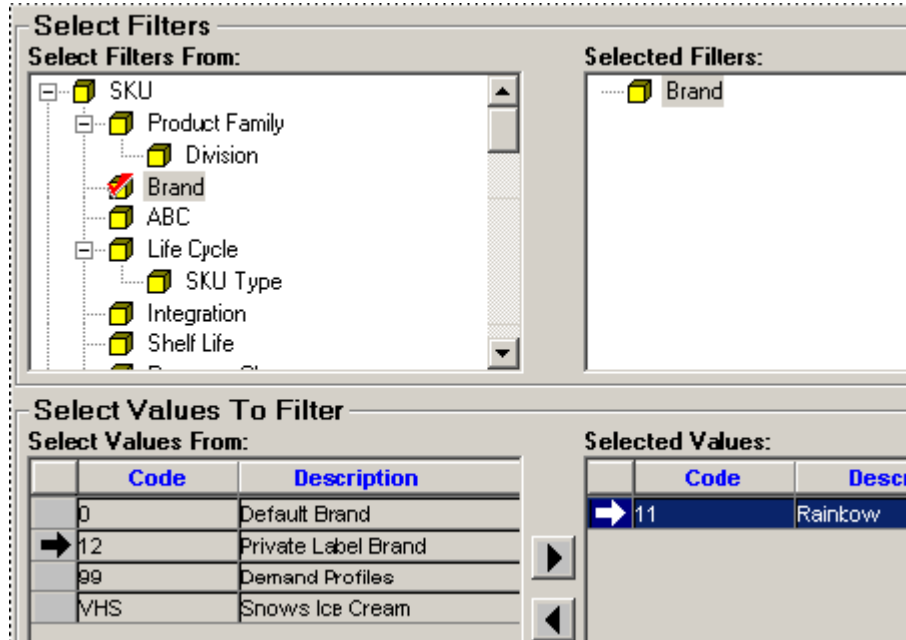 Select Filters
Select Filters From:
SKU
Product Family
Division
Brand
ABC
Life Cycle
SKU Type
Integration
Shelf Life
Selected Filters:
Brand
Select Values To Filter
Select Values From:
Code Description
0 Default Brand
12 Private Label Brand
99 Demand Profiles
VHS Snows Ice Cream
Selected Values:
Code Descr
11 Rainbow